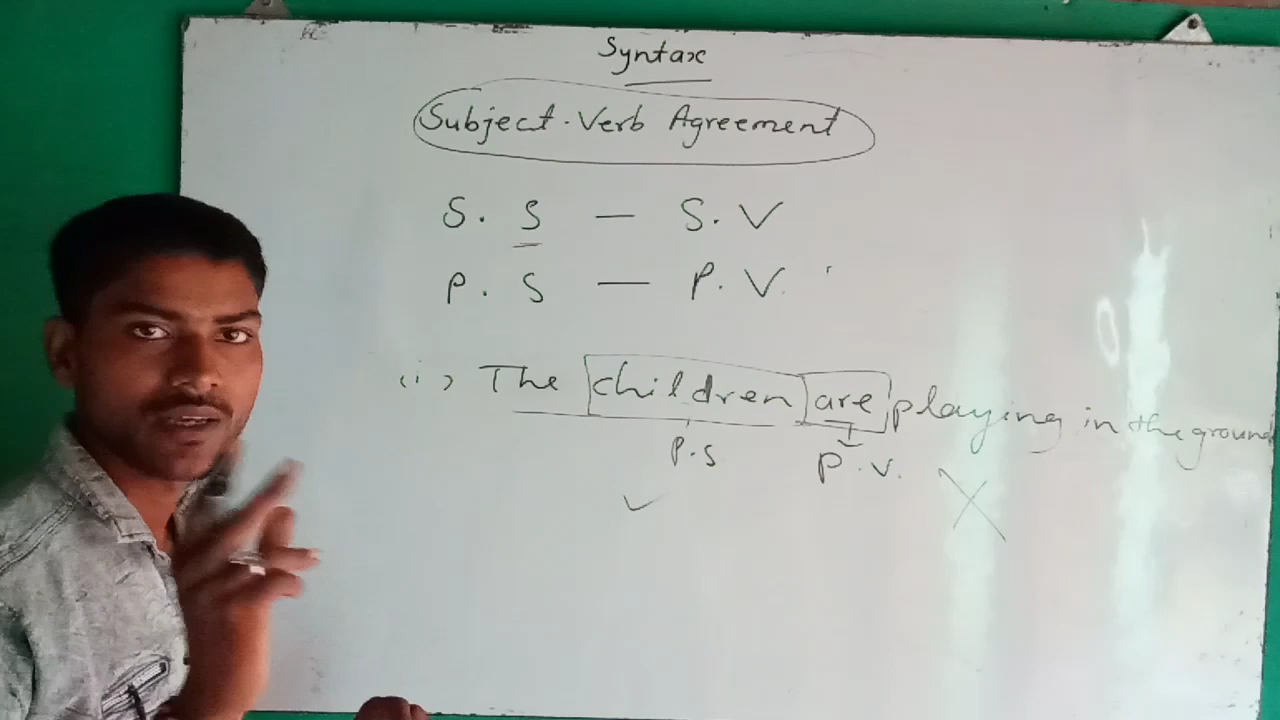 Syntax
Subject-Verb Agreement
S. S — S. V
P. S — P. V.
(i) The children are playing in the ground
P.S P.V.